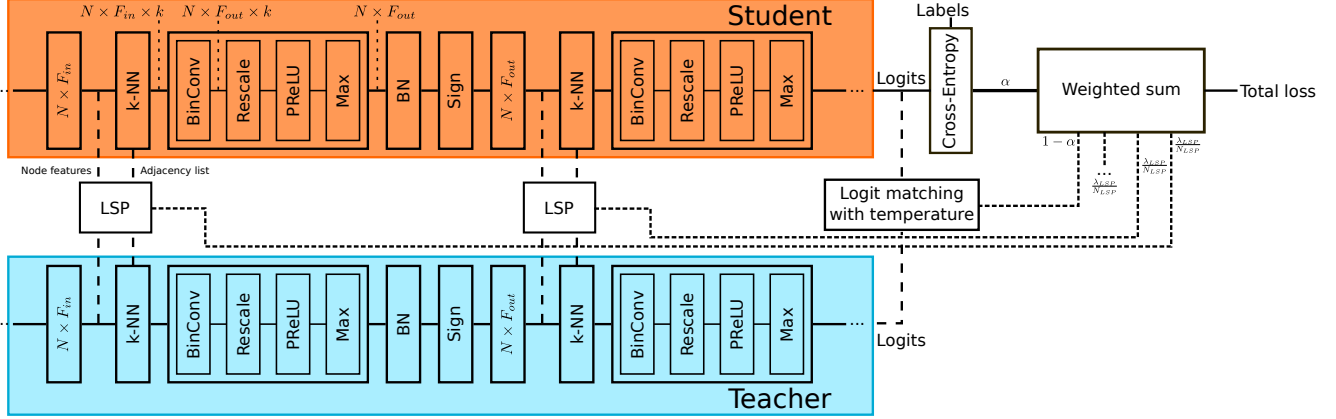 N × F_in × k
N × F_out × k
N × F_out
Student
Labels
...
N × F_in
k-NN
BinConv
Rescale
PReLU
Max
BN
Sign
N × F_out
k-NN
BinConv
Rescale
PReLU
Max
...
Logits
Cross-Entropy
α
Weighted sum
Total loss
1 − α
...
λ_LSP/N_LSP
λ_LSP/N_LSP
λ_LSP/N_LSP
Node features
Adjacency list
LSP
LSP
Logit matching
with temperature
...
N × F_in
k-NN
BinConv
Rescale
PReLU
Max
BN
Sign
N × F_out
k-NN
BinConv
Rescale
PReLU
Max
...
Logits
Teacher